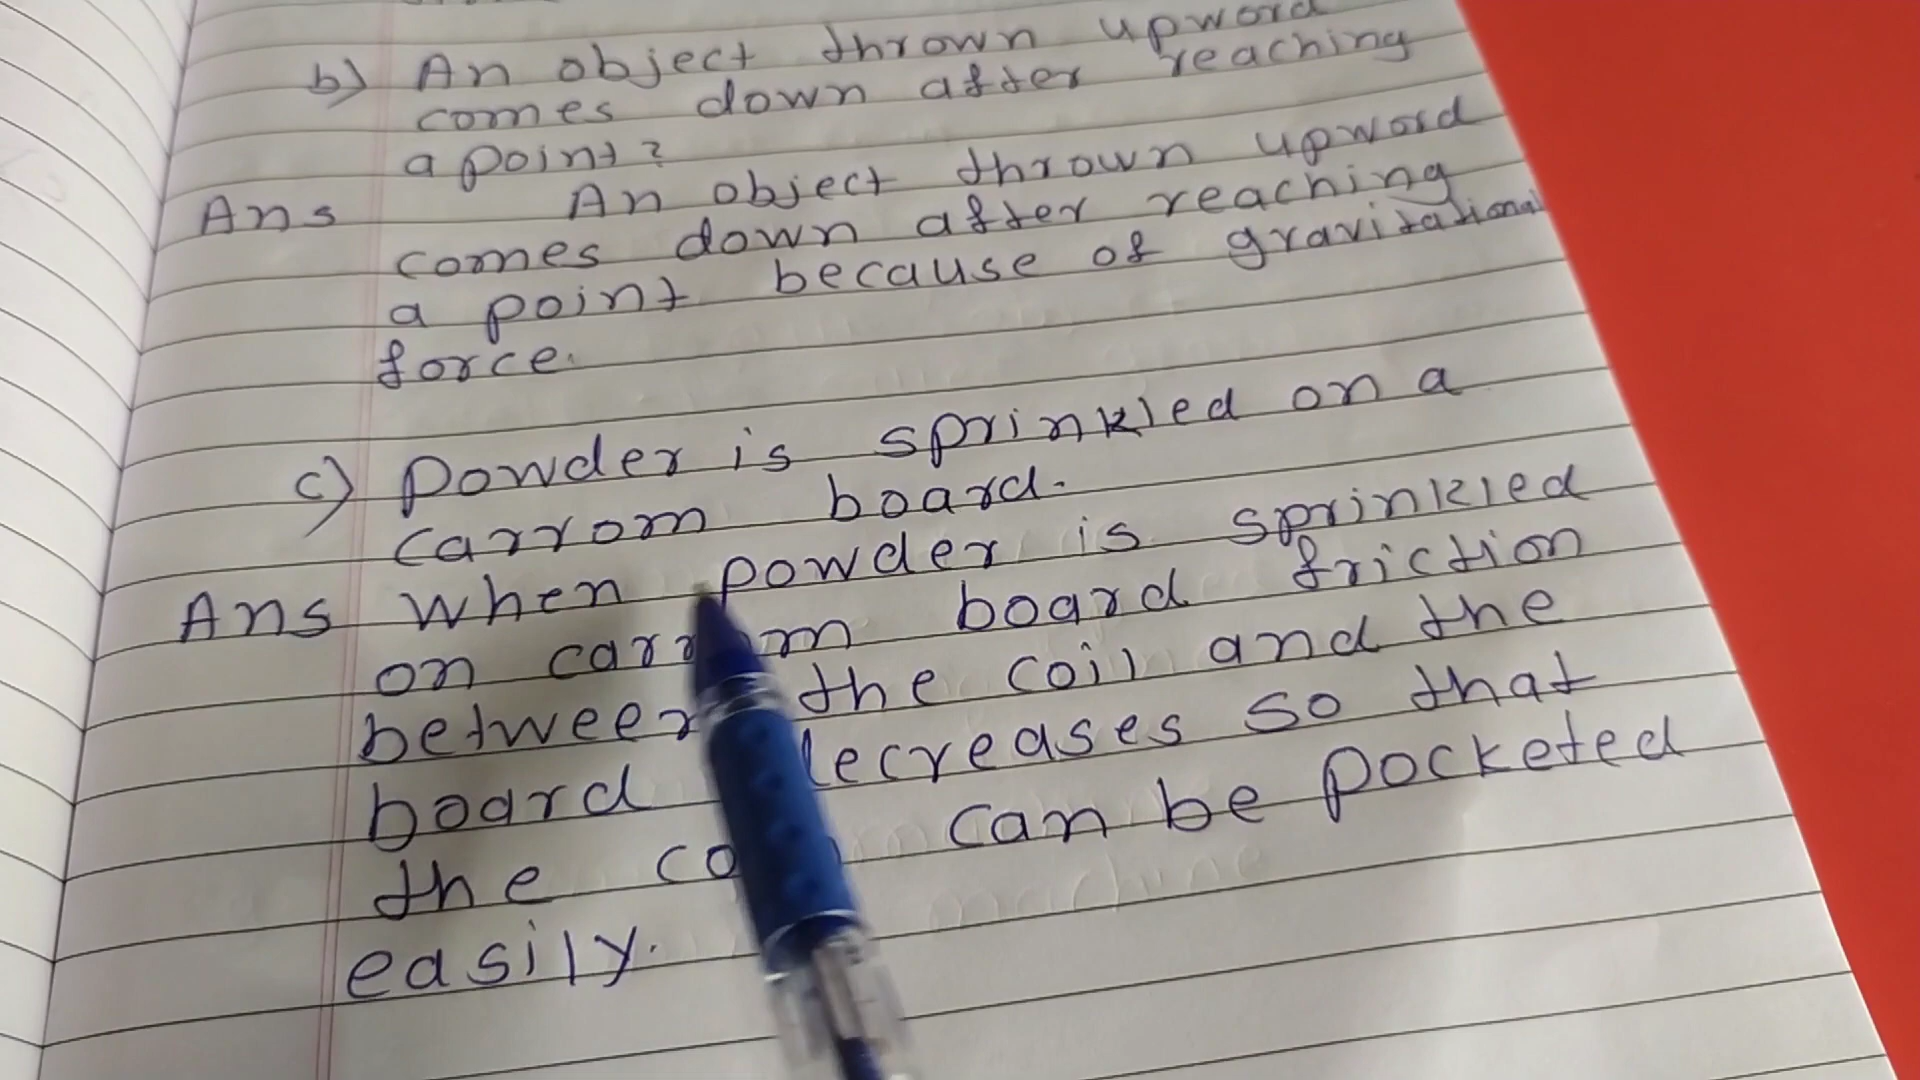 b) An object thrown upword
comes down after reaching
a point?
Ans An object thrown upword
comes down after reaching
a point because of gravitational
force.
c) Powder is sprinkled on a
carrom board.
Ans When powder is sprinkled
on carrom board friction
between the coil and the
board decreases so that
the can be pocketed
easily.